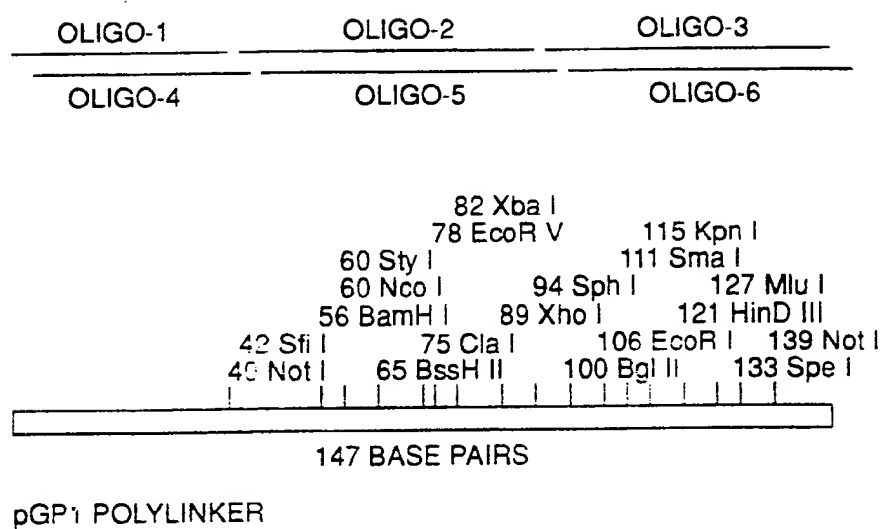 OLIGO-1 OLIGO-2 OLIGO-3
OLIGO-4 OLIGO-5 OLIGO-6
82 Xba I
78 EcoR V 115 Kpn I
60 Sty I 111 Sma I
60 Nco I 94 Sph I 127 Mlu I
56 BamH I 89 Xho I 121 HinD III
42 Sfi I 75 Cla I 106 EcoR I 139 Not I
Not I 65 BssH II 100 Bgl II 133 Spe I
147 BASE PAIRS
pGP1 POLYLINKER